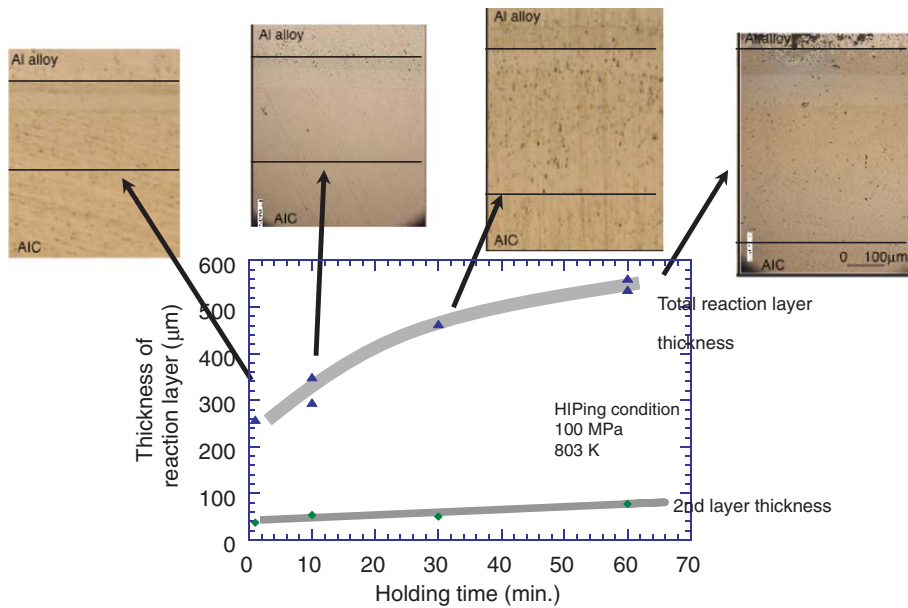 Al alloy
AlC
Al alloy
AlC
Al alloy
AlC
Al alloy
AlC
0 100μm
600
500
400
300
200
100
0
Thickness of
reaction layer (μm)
0 10 20 30 40 50 60 70
Holding time (min.)
Total reaction layer
thickness
HIPing condition
100 MPa
803 K
2nd layer thickness